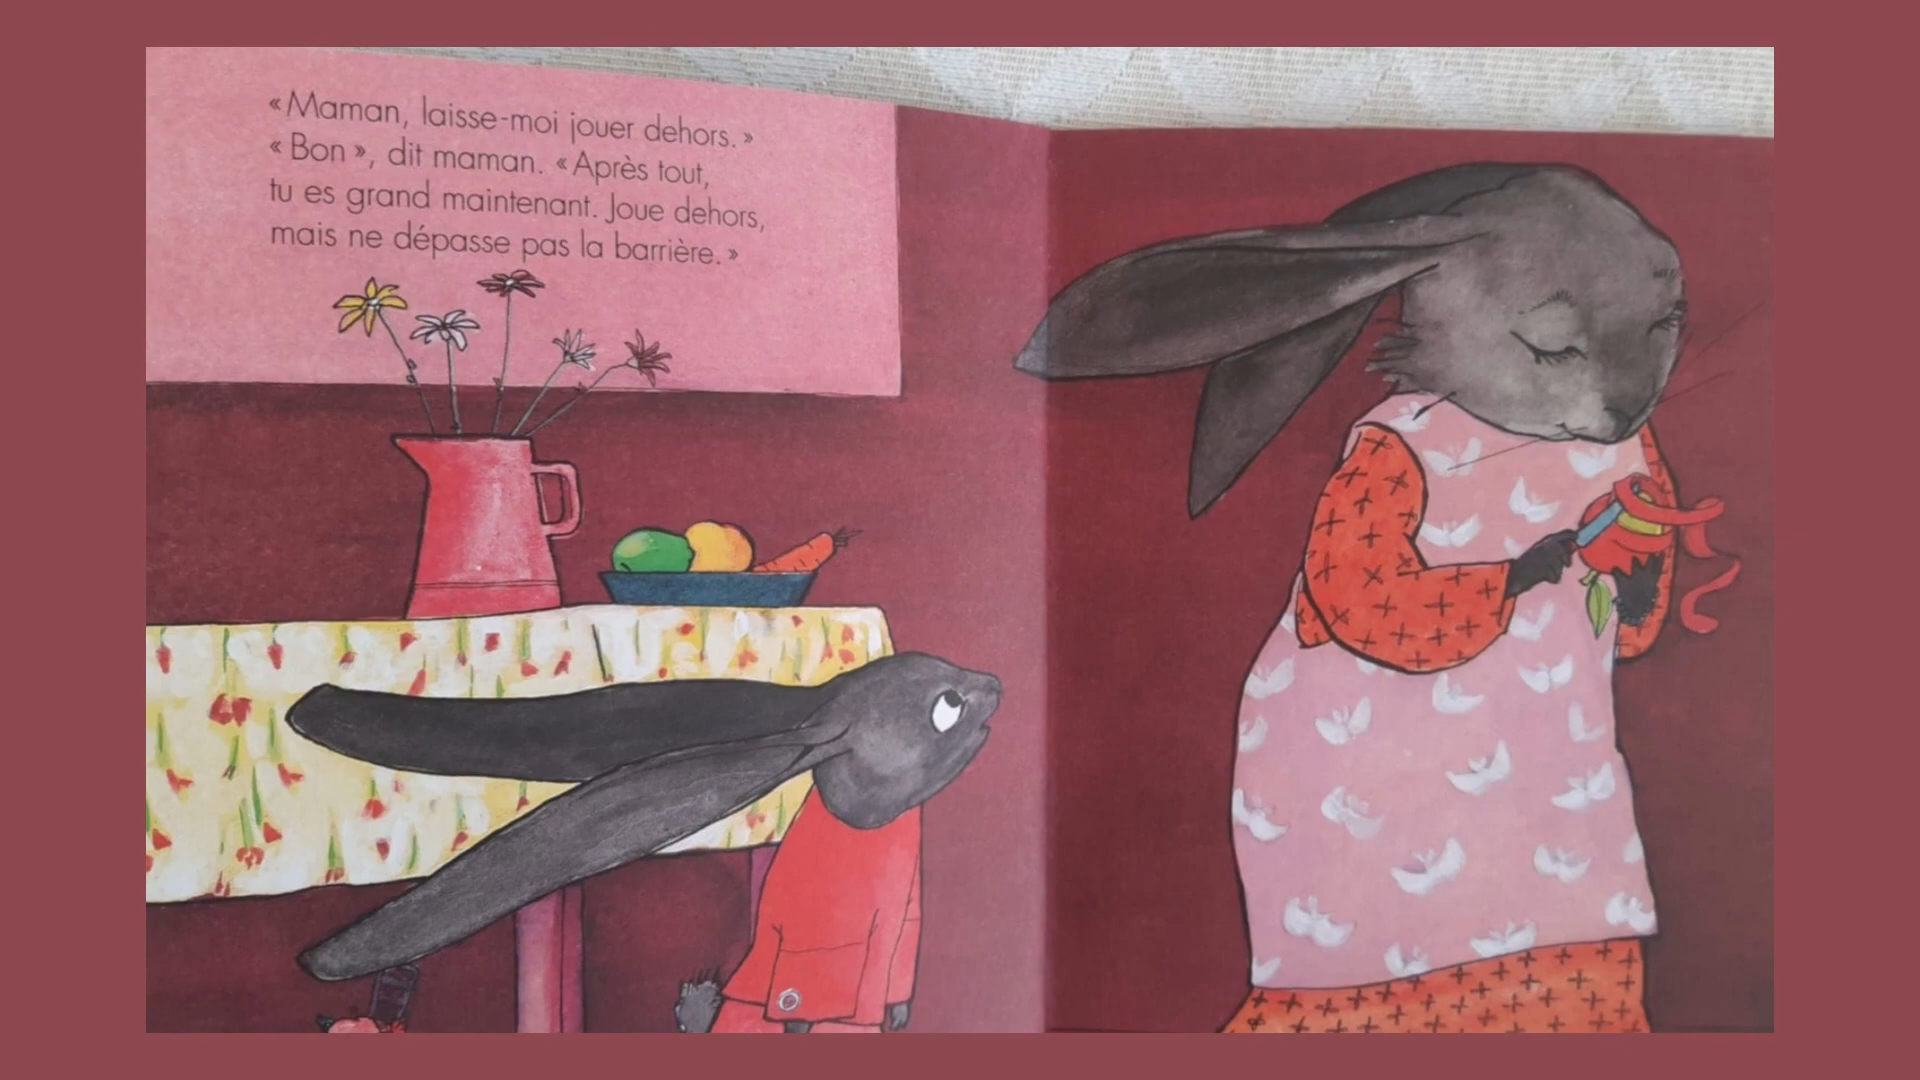 « Maman, laisse-moi jouer dehors. »
« Bon », dit maman. « Après tout,
tu es grand maintenant. Joue dehors,
mais ne dépasse pas la barrière. »